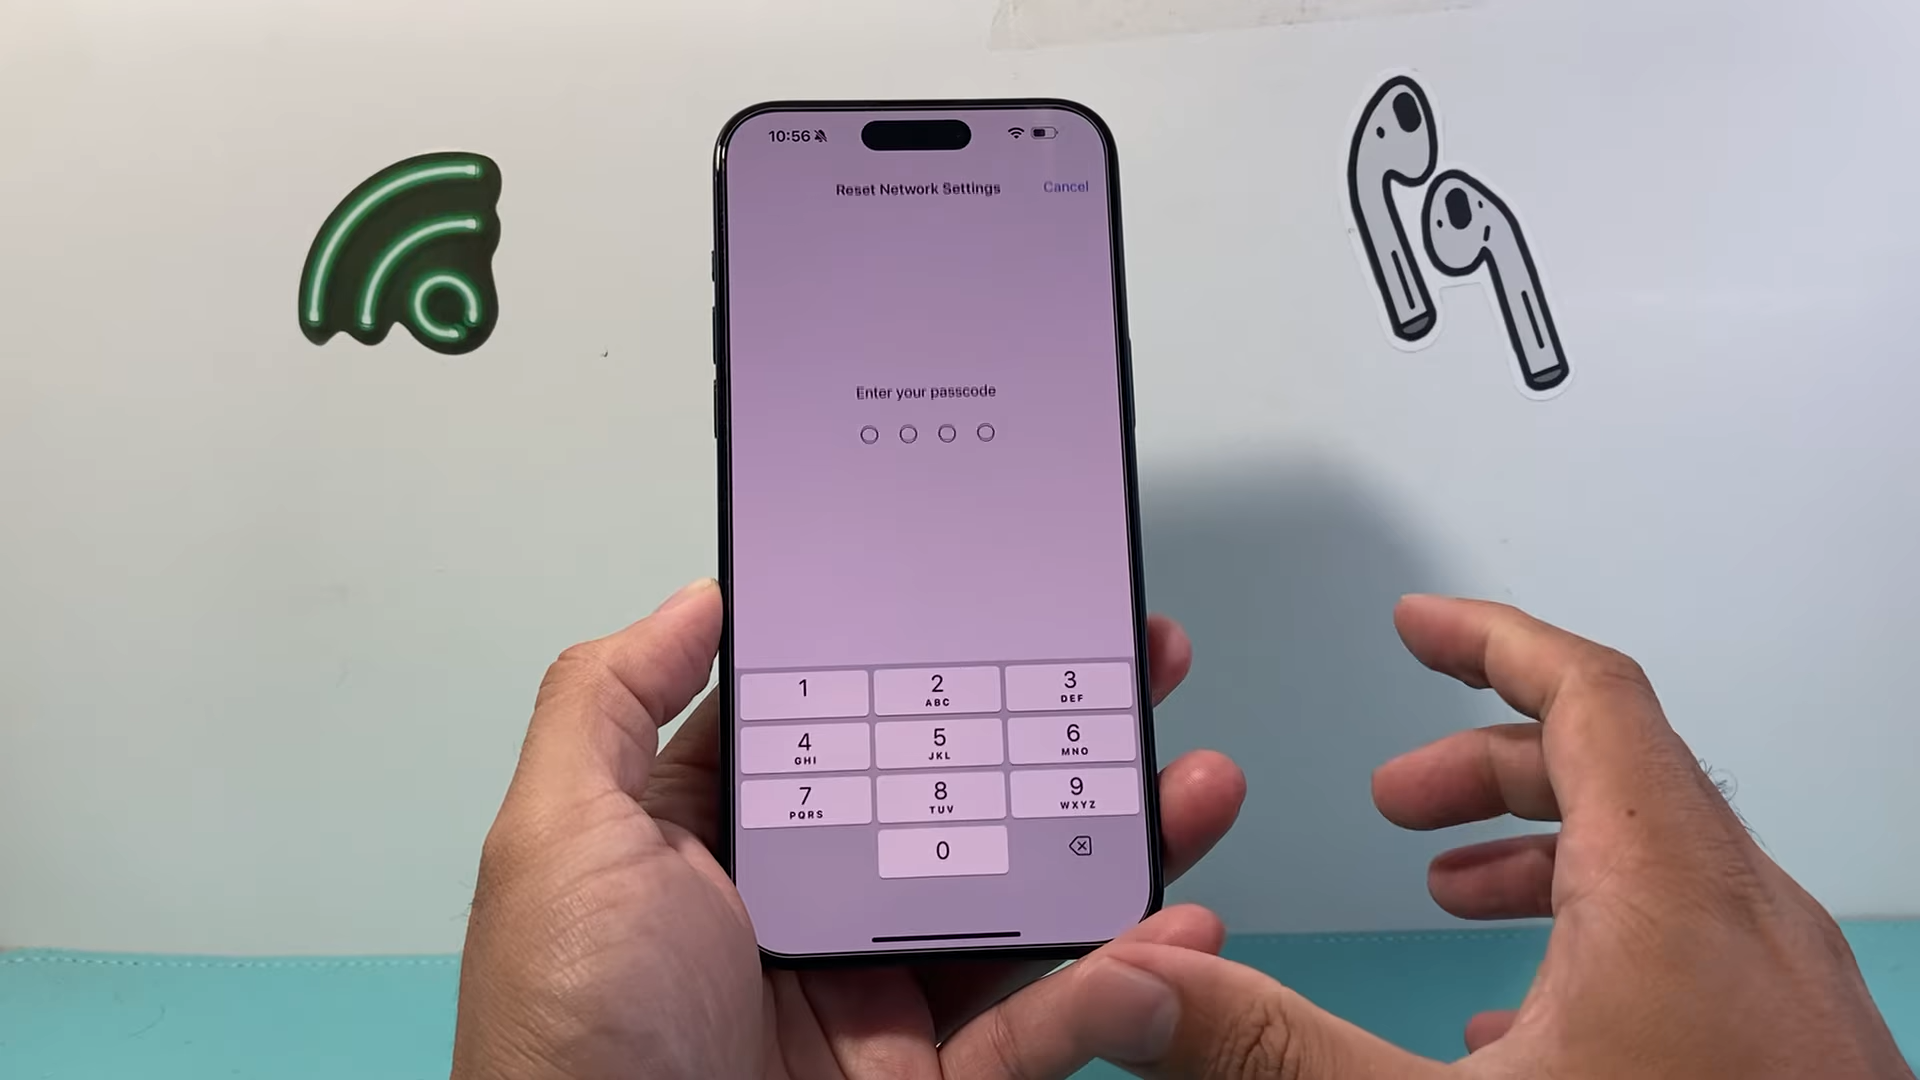 10:56
Reset Network Settings
Cancel
Enter your passcode
1
2
ABC
3
DEF
4
GHI
5
JKL
6
MNO
7
PQRS
8
TUV
9
WXYZ
0